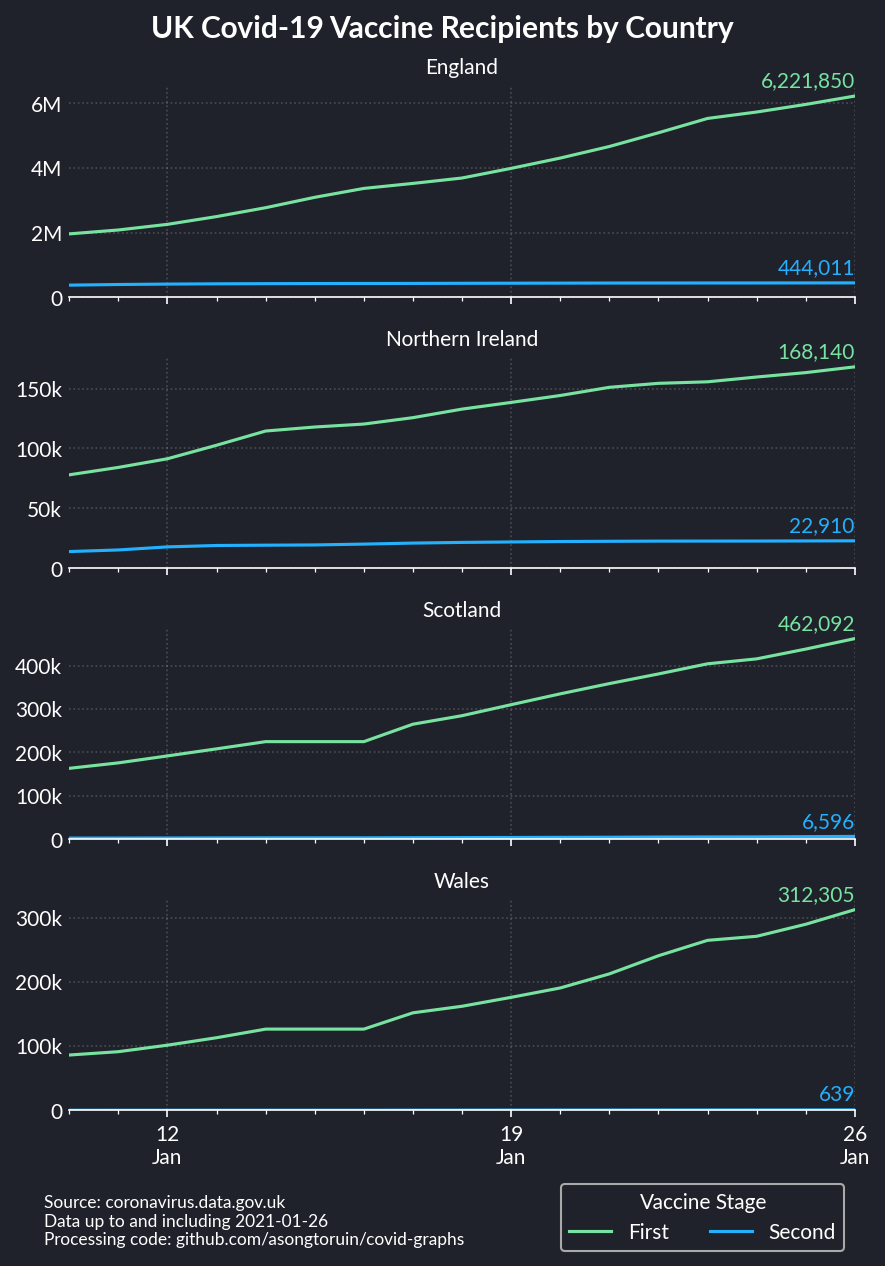 UK Covid-19 Vaccine Recipients by Country
England
6,221,850
6M
4M
2M
444,011
0
Northern Ireland
168,140
150k
100k
50k
22,910
0
Scotland
462,092
400k
300k
200k
100k
6,596
0
Wales
312,305
300k
200k
100k
639
0
12 19 26
Jan Jan Jan
Source: coronavirus.data.gov.uk
Data up to and including 2021-01-26
Processing code: github.com/asongtoruin/covid-graphs
Vaccine Stage
First Second